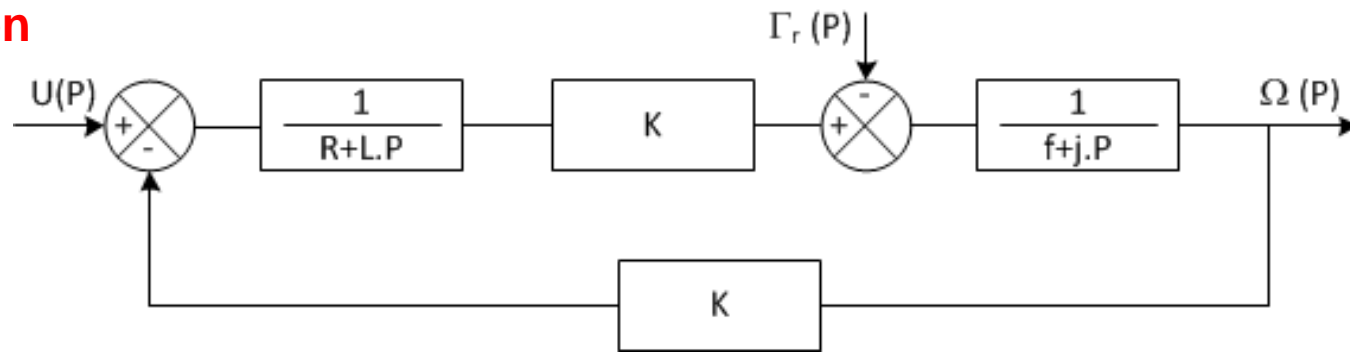 n
Γr (P)
U(P)
+
-
1
R+L.P
K
-
+
1
f+j.P
Ω (P)
K